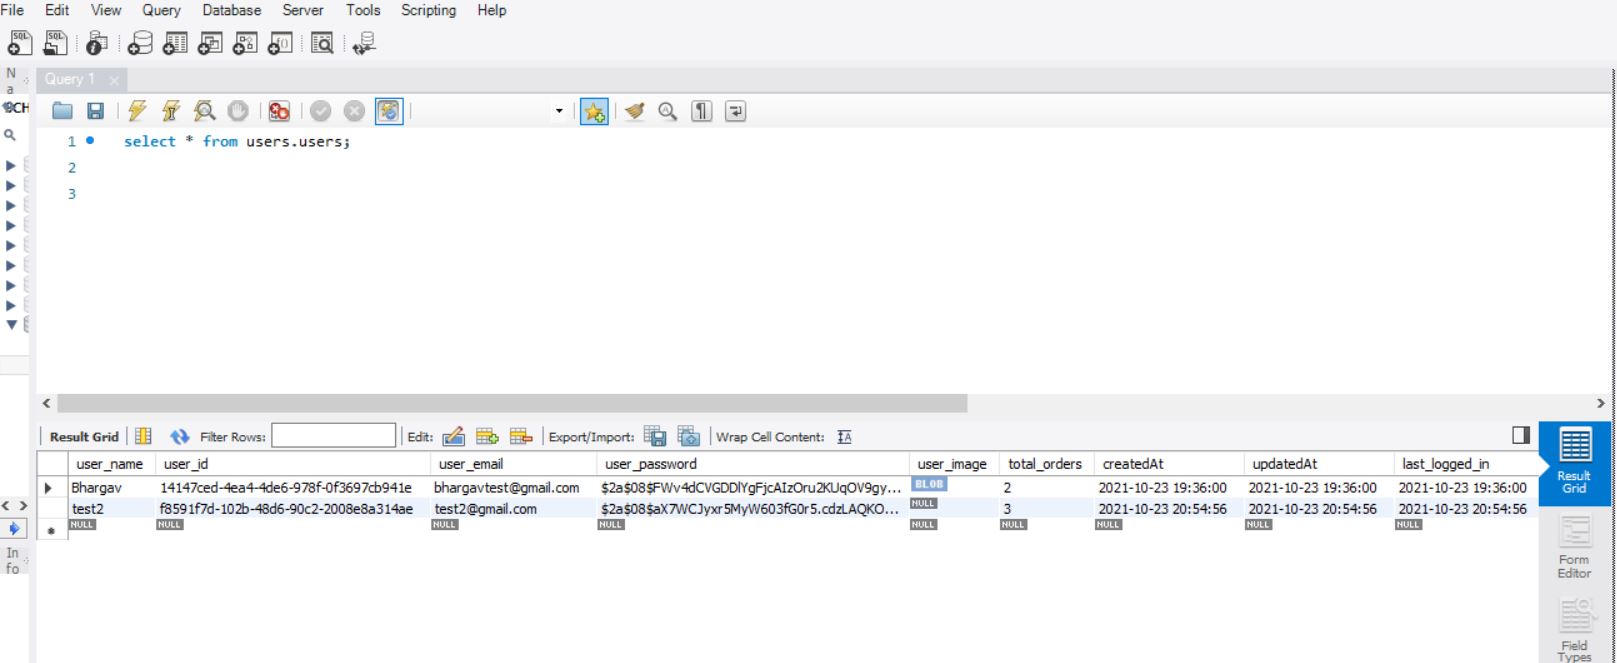 File Edit View Query Database Server Tools Scripting Help
N
a
Query 1
SCH
1 select * from users.users;
2
3
Result Grid Filter Rows: Edit: Export/Import: Wrap Cell Content:
user_name user_id user_email user_password user_image total_orders createdAt updatedAt last_logged_in
Bhargav 14147ced-4ea4-4de6-978f-0f3697cb941e bhargavtest@gmail.com $2a$08$FWv4dCVGDDlYgFjcAIzOru2KUqOV9gy... BLOB 2 2021-10-23 19:36:00 2021-10-23 19:36:00 2021-10-23 19:36:00
test2 f8591f7d-102b-48d6-90c2-2008e8a314ae test2@gmail.com $2a$08$aX7WCJyxr5MyW603fG0r5.cdzLAQKO... NULL 3 2021-10-23 20:54:56 2021-10-23 20:54:56 2021-10-23 20:54:56
NULL NULL NULL NULL NULL NULL NULL NULL NULL
Result
Grid
In
fo
Form
Editor
Field
Types